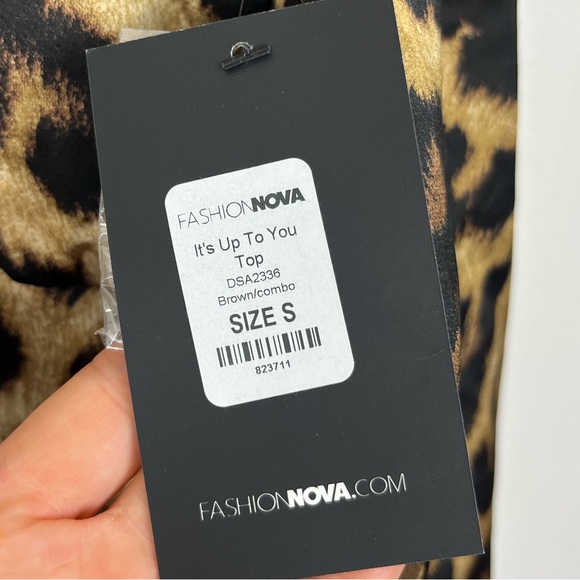 FASHIONNOVA
It's Up To You
Top
DSA2336
Brown/combo
SIZE S
823711
FASHIONNOVA.COM